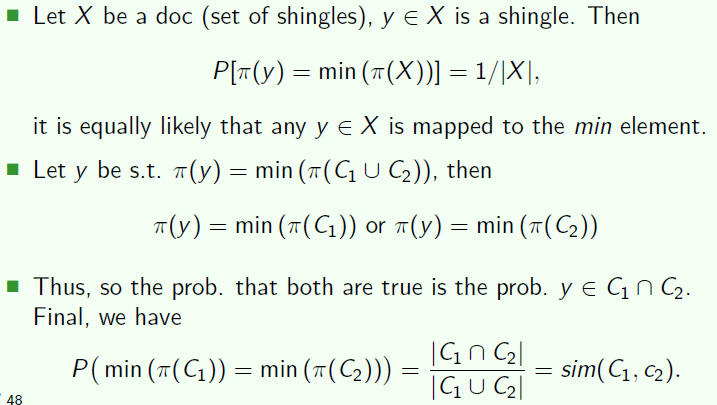 ■ Let X be a doc (set of shingles), y ∈ X is a shingle. Then
P[π(y) = min (π(X))] = 1/|X|,
it is equally likely that any y ∈ X is mapped to the min element.
■ Let y be s.t. π(y) = min (π(C₁ ∪ C₂)), then
π(y) = min (π(C₁)) or π(y) = min (π(C₂))
■ Thus, so the prob. that both are true is the prob. y ∈ C₁ ∩ C₂.
Final, we have
P( min (π(C₁)) = min (π(C₂))) = |C₁ ∩ C₂| / |C₁ ∪ C₂| = sim(C₁, c₂).
48